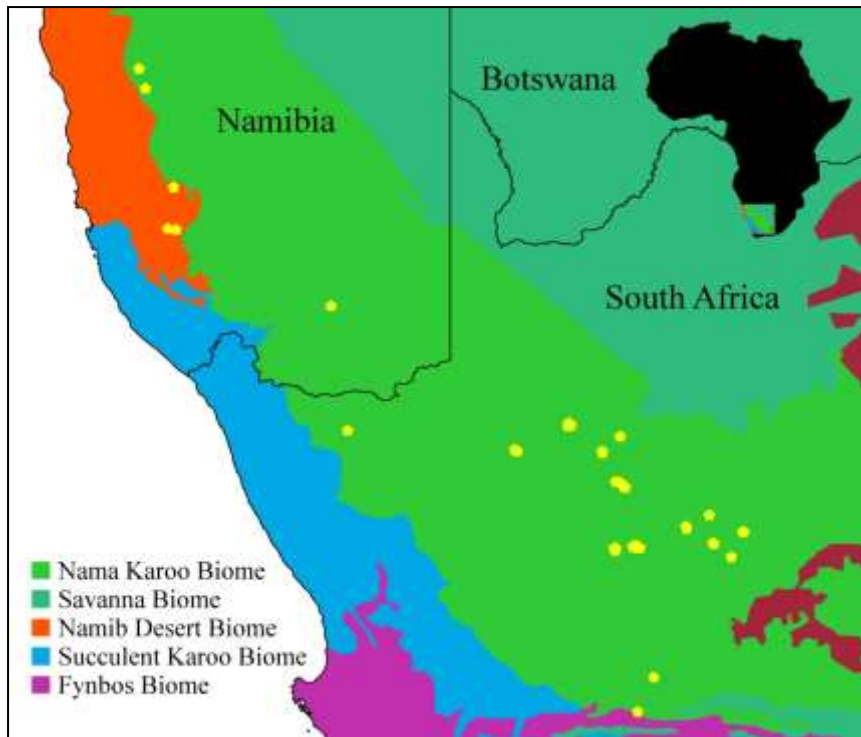 Botswana
Namibia
South Africa
Nama Karoo Biome
Savanna Biome
Namib Desert Biome
Succulent Karoo Biome
Fynbos Biome